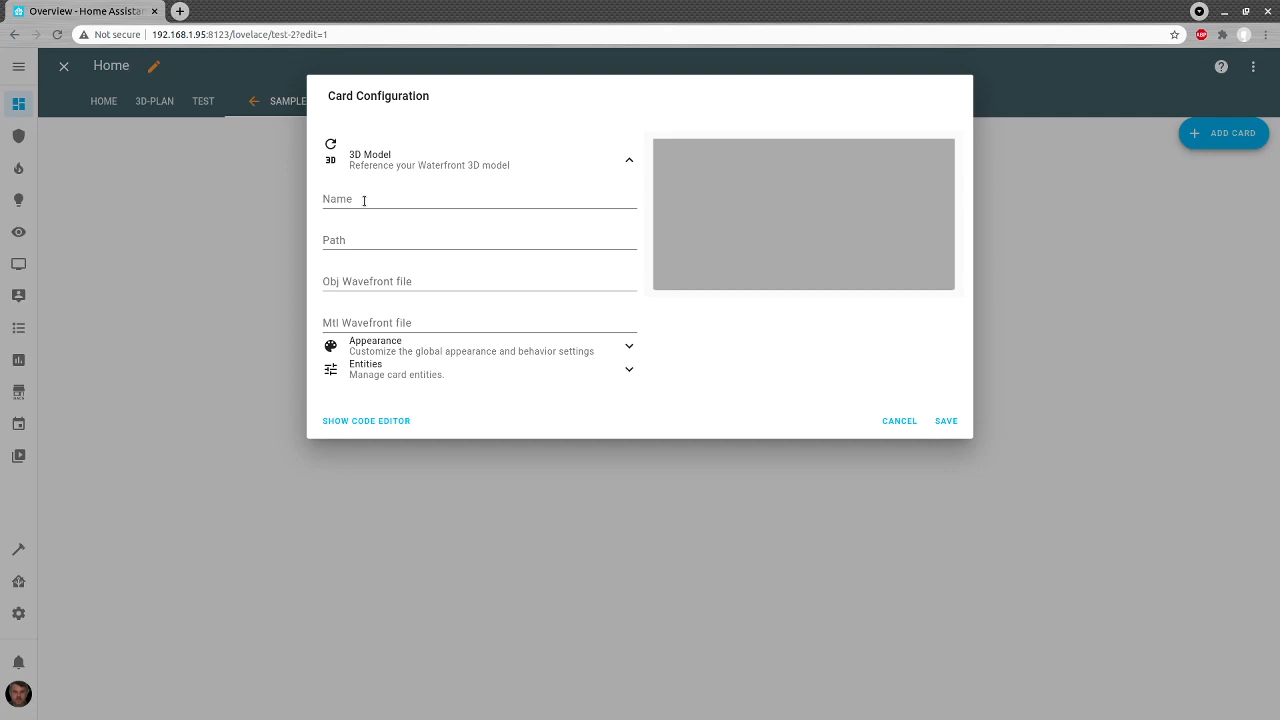 Overview - Home Assistan
Not secure 192.168.1.95:8123/lovelace/test-2?edit=1
ABP
Home
HOME 3D-PLAN TEST SAMPLE
ADD CARD
Card Configuration
3D 3D Model
Reference your Waterfront 3D model
Name
Path
Obj Wavefront file
Mtl Wavefront file
Appearance
Customize the global appearance and behavior settings
Entities
Manage card entities.
SHOW CODE EDITOR CANCEL SAVE